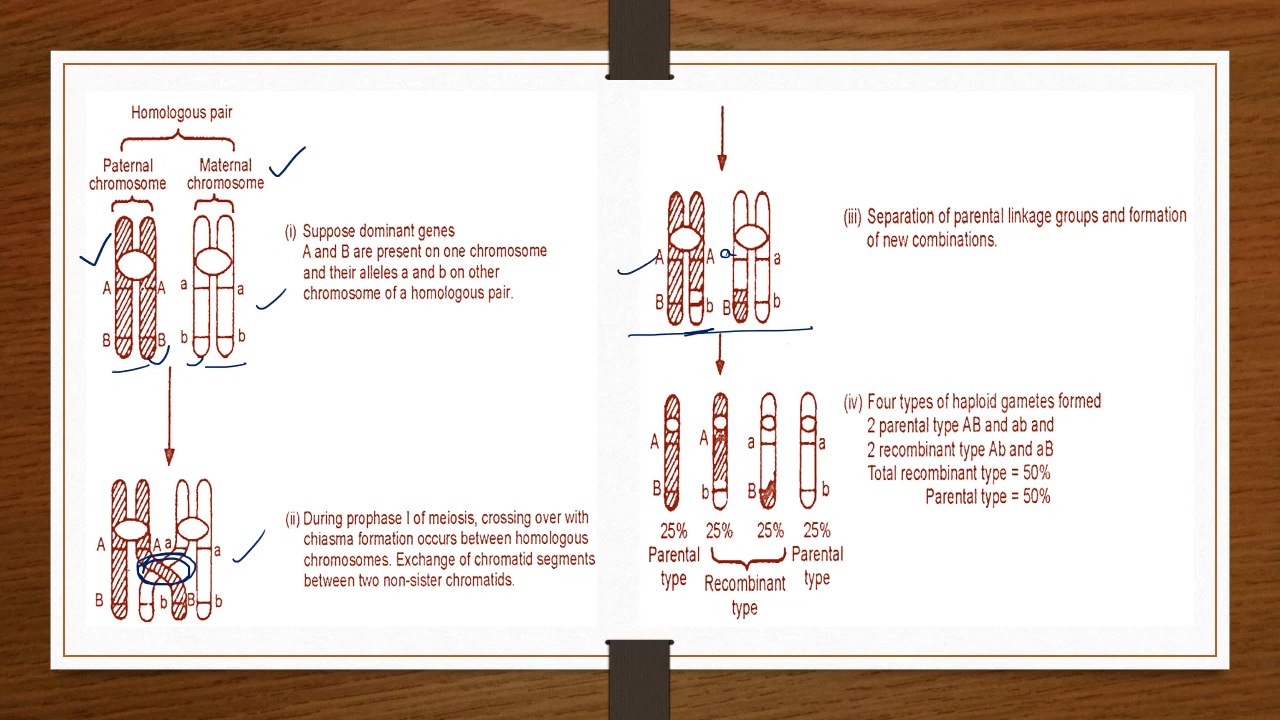 Homologous pair
Paternal
chromosome
Maternal
chromosome
(i) Suppose dominant genes
A and B are present on one chromosome
and their alleles a and b on other
chromosome of a homologous pair.
A A a a
B B b b
(ii) During prophase I of meiosis, crossing over with
chiasma formation occurs between homologous
chromosomes. Exchange of chromatid segments
between two non-sister chromatids.
A A a a
B b B b
(iii) Separation of parental linkage groups and formation
of new combinations.
A A a a
B b B b
(iv) Four types of haploid gametes formed
2 parental type AB and ab and
2 recombinant type Ab and aB
Total recombinant type = 50%
Parental type = 50%
A A a a
B b B b
25% 25% 25% 25%
Parental
type
Recombinant
type
Parental
type